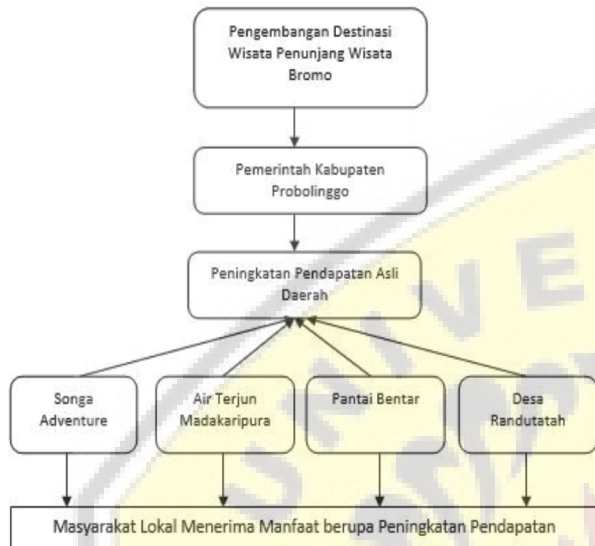 Pengembangan Destinasi
Wisata Penunjang Wisata
Bromo
Pemerintah Kabupaten
Probolinggo
Peningkatan Pendapatan Asli
Daerah
Songa
Adventure
Air Terjun
Madakaripura
Pantai Bentar
Desa
Randutatah
Masyarakat Lokal Menerima Manfaat berupa Peningkatan Pendapatan
UNIVE